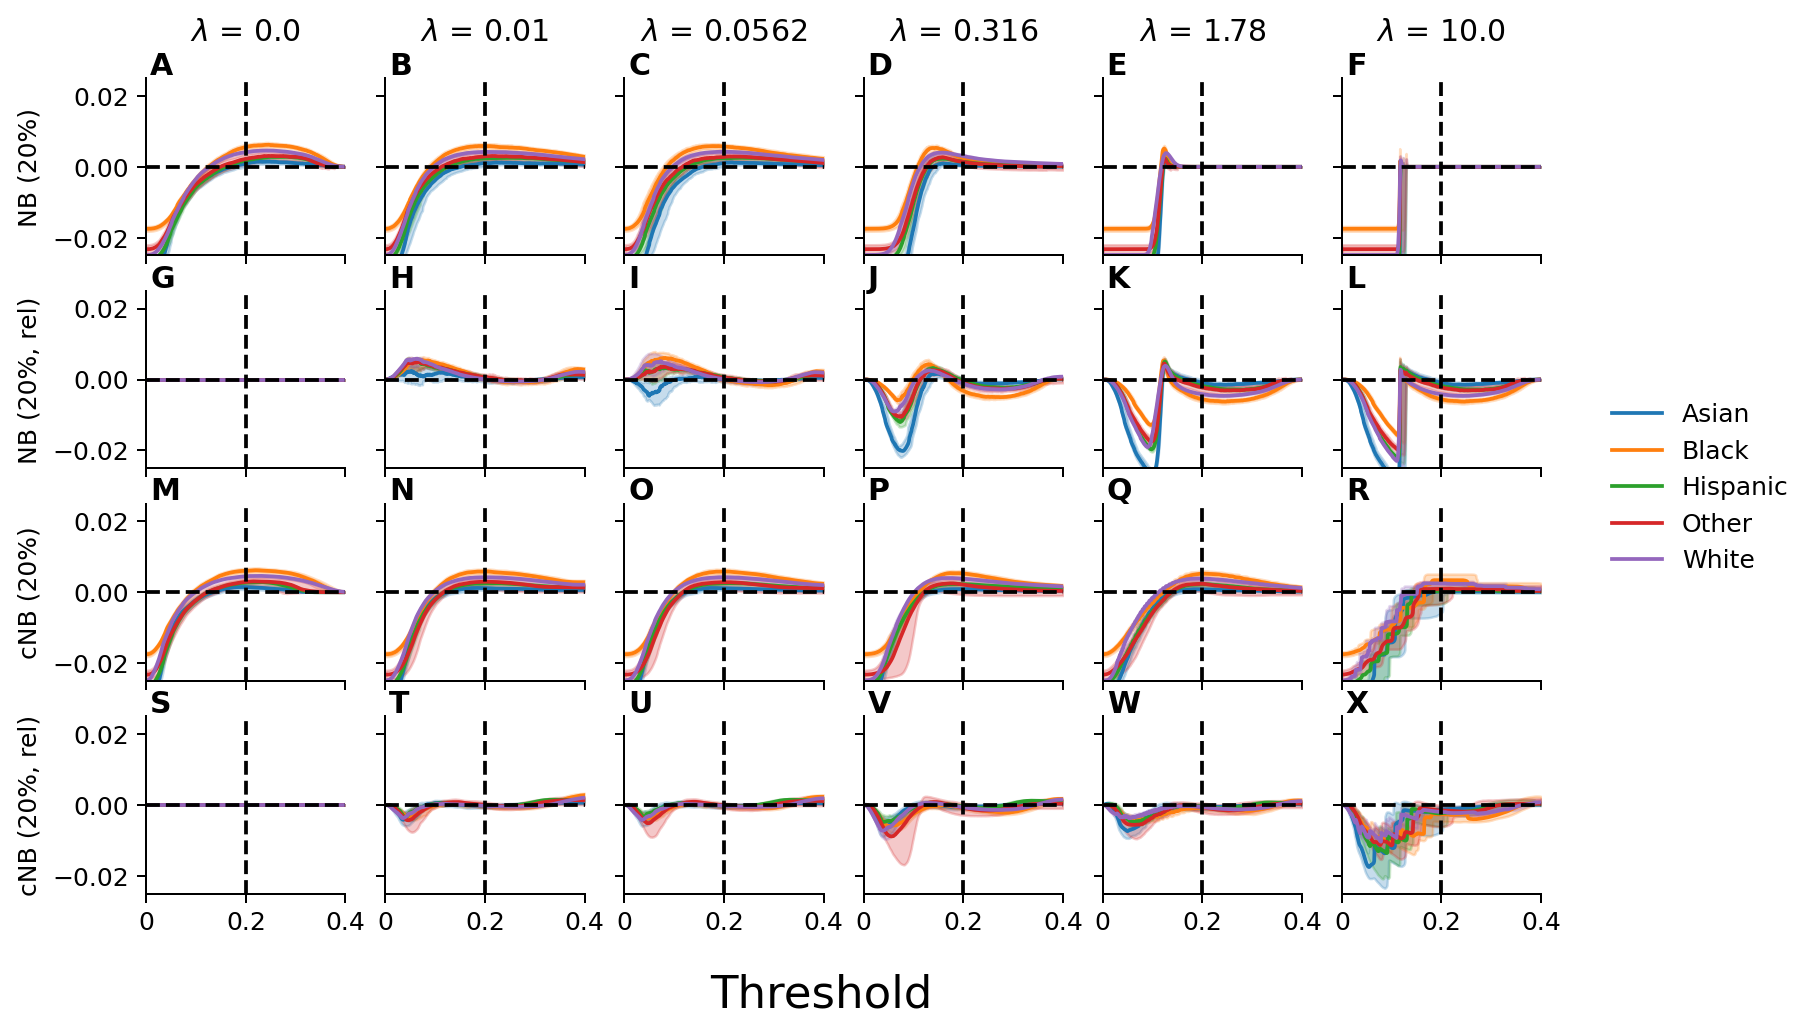 λ = 0.0 λ = 0.01 λ = 0.0562 λ = 0.316 λ = 1.78 λ = 10.0
A B C D E F
NB (20%)
0.02
0.00
−0.02
G H I J K L
NB (20%, rel)
0.02
0.00
−0.02
Asian
Black
Hispanic
Other
White
M N O P Q R
cNB (20%)
0.02
0.00
−0.02
S T U V W X
cNB (20%, rel)
0.02
0.00
−0.02
0 0.2 0.4 0 0.2 0.4 0 0.2 0.4 0 0.2 0.4 0 0.2 0.4 0 0.2 0.4
Threshold